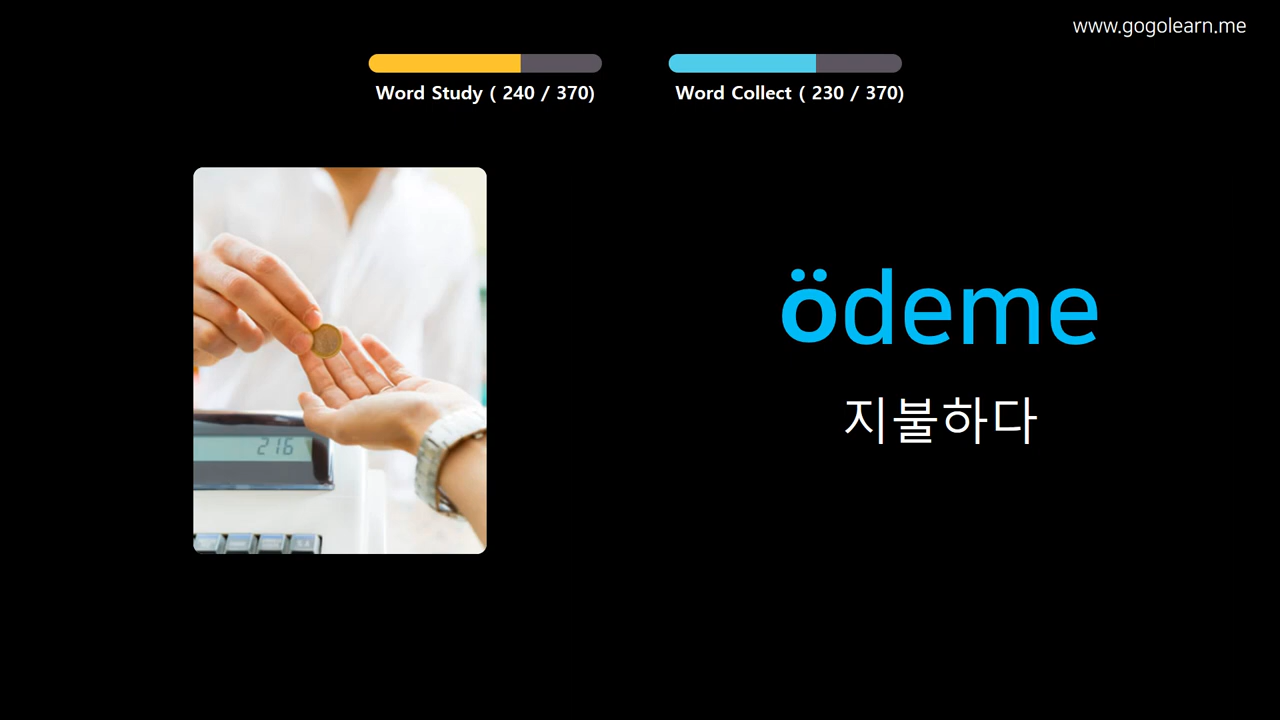 www.gogolearn.me
Word Study ( 240 / 370)
Word Collect ( 230 / 370)
ödeme
지불하다
216